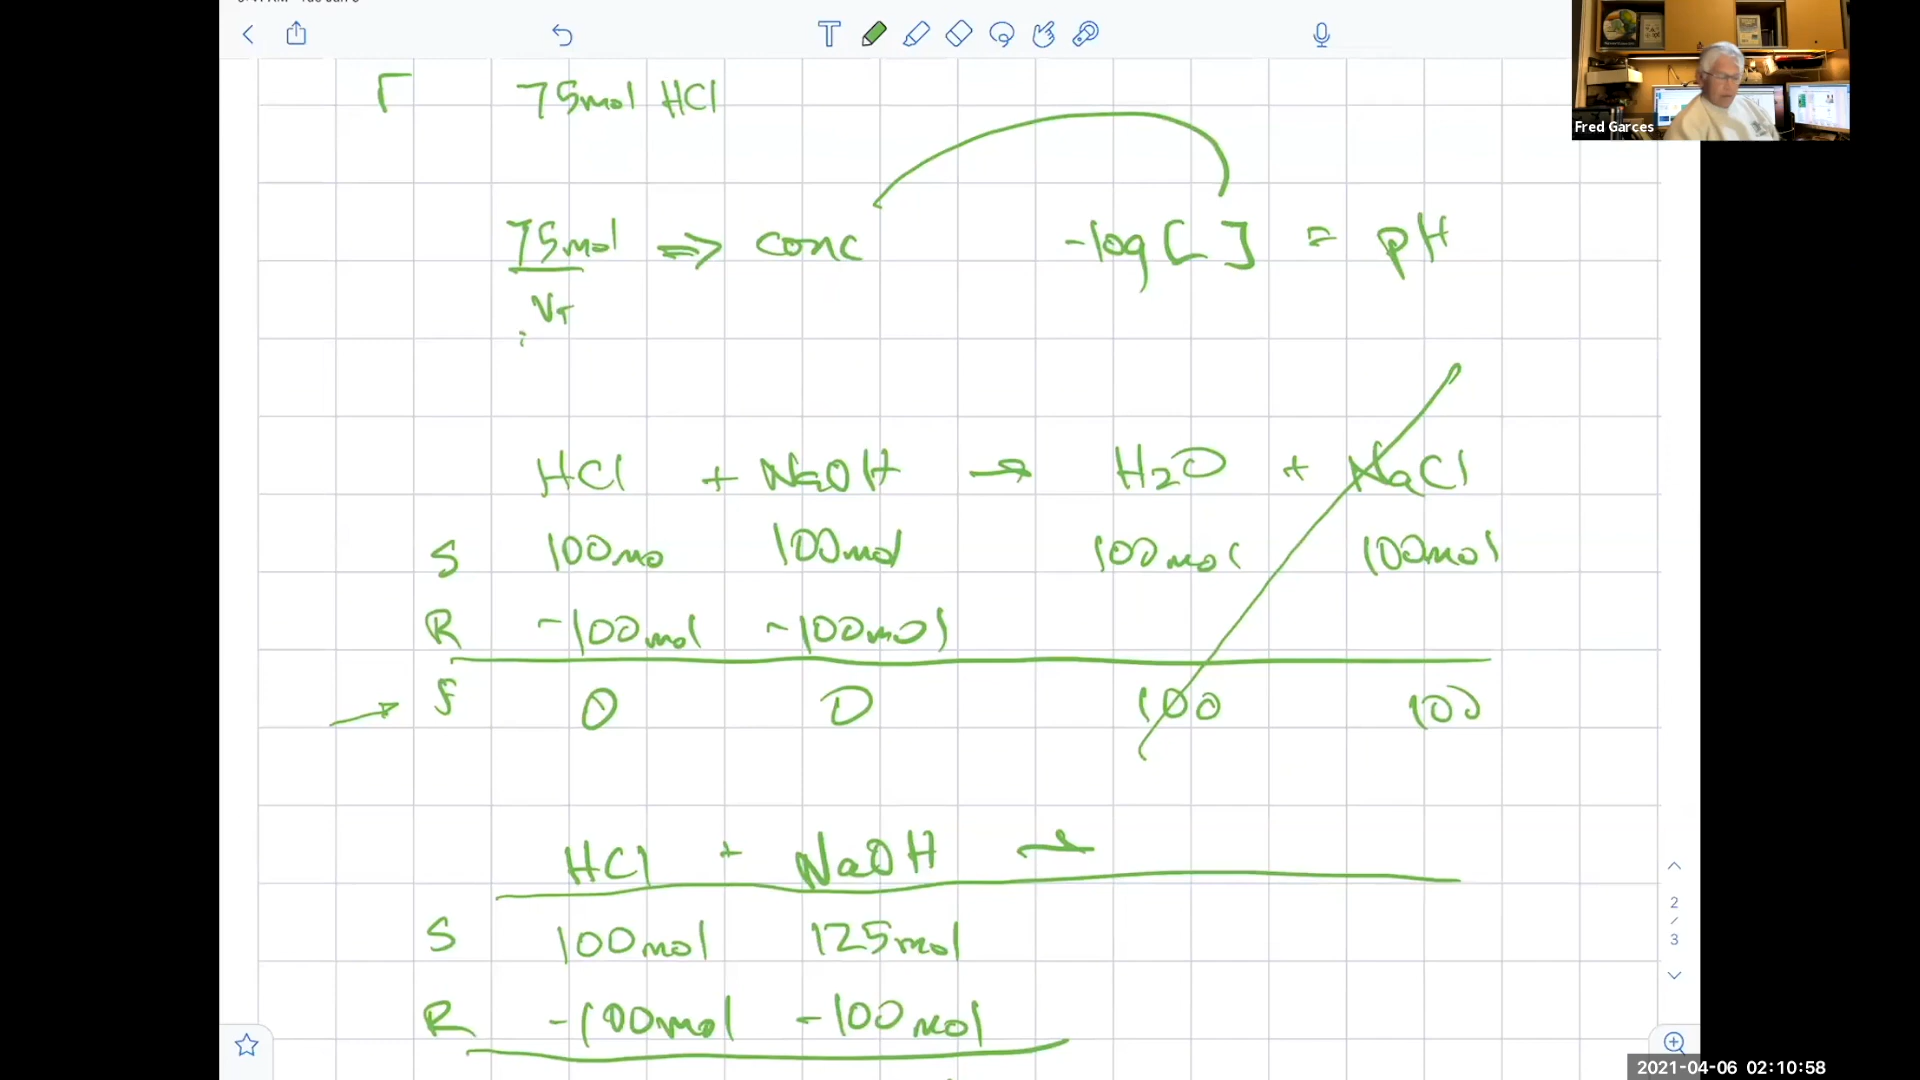 75mol HCl
75mol ⇒ conc -log[ ] = pH
VT
HCl + NaOH → H2O + NaCl
S 100mo 100mol 100mol 100mol
R -100mol -100mol
F 0 0 100 100
HCl + NaOH ⇌
S 100mol 125mol
R -100mol -100mol
Fred Garces
2
/
3
2021-04-06 02:10:58